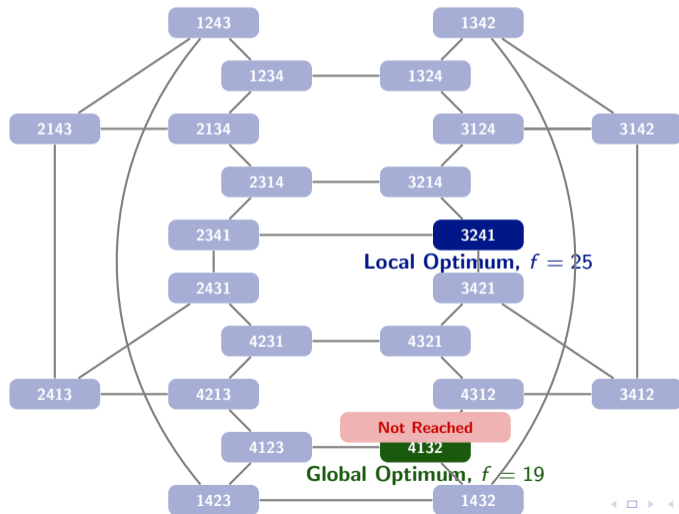 1243 1342
1234 1324
2143 2134 3124 3142
2314 3214
2341 3241
Local Optimum, f = 25
2431 3421
4231 4321
2413 4213 4312 3412
Not Reached
4123 4132
Global Optimum, f = 19
1423 1432